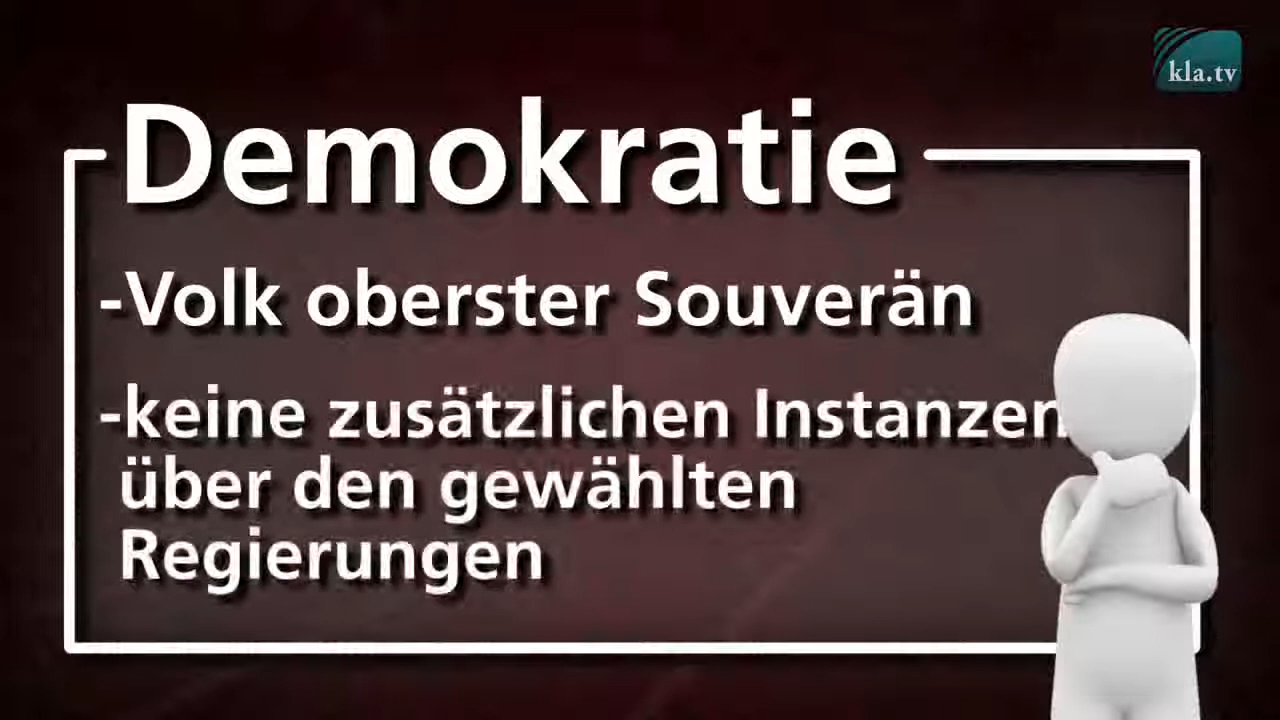 kla.tv
Demokratie
-Volk oberster Souverän
-keine zusätzlichen Instanzen
über den gewählten
Regierungen